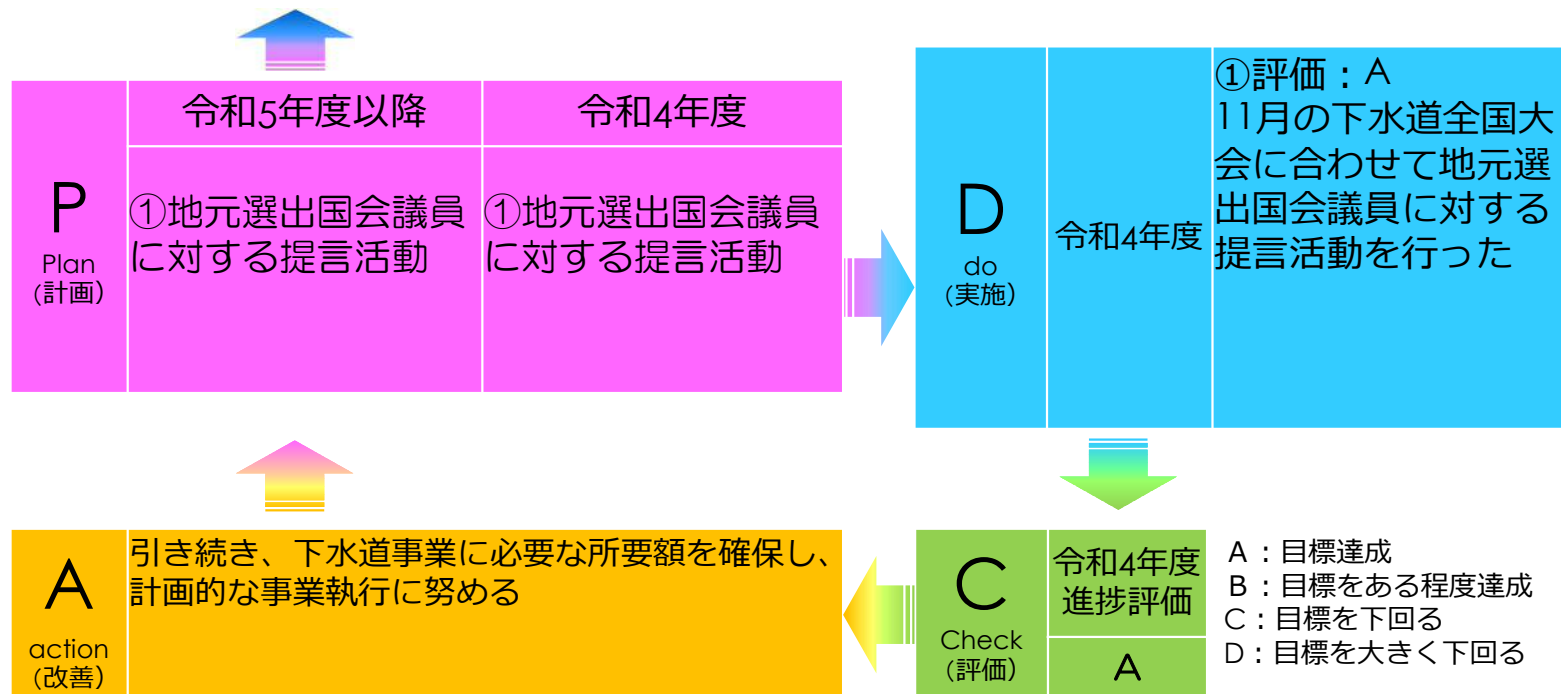 P
Plan
(計画)
令和5年度以降
①地元選出国会議員
に対する提言活動
令和4年度
①地元選出国会議員
に対する提言活動
D
do
(実施)
令和4年度
①評価：A
11月の下水道全国大
会に合わせて地元選
出国会議員に対する
提言活動を行った
C
Check
(評価)
令和4年度
進捗評価
A
A：目標達成
B：目標をある程度達成
C：目標を下回る
D：目標を大きく下回る
A
action
(改善)
引き続き、下水道事業に必要な所要額を確保し、
計画的な事業執行に努める